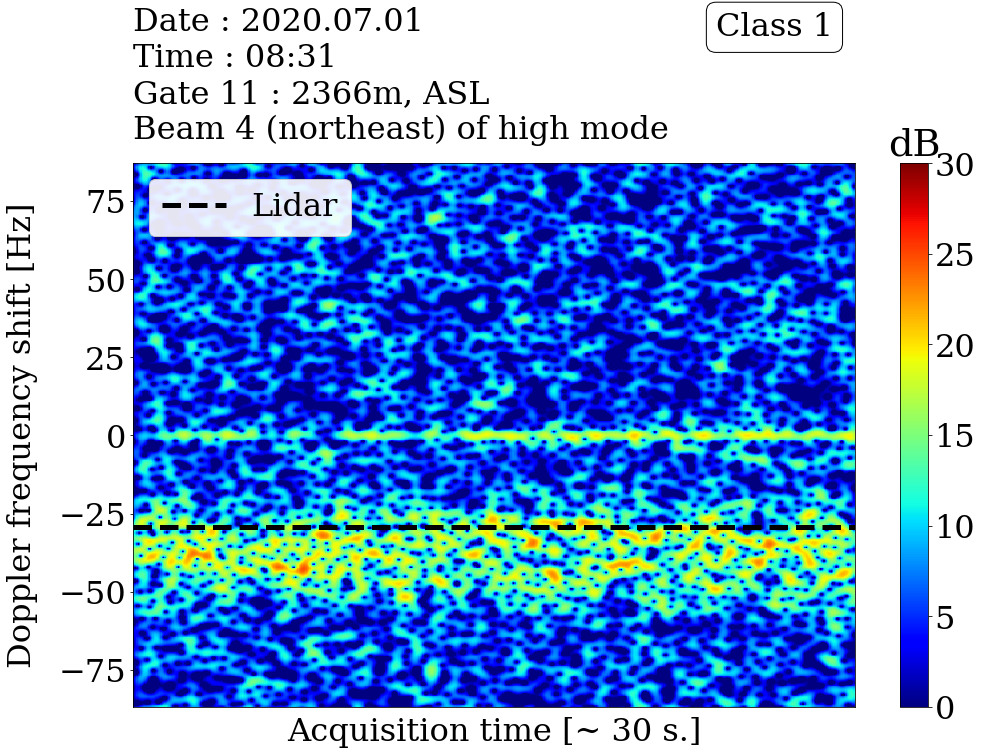 Date : 2020.07.01
Time : 08:31
Gate 11 : 2366m, ASL
Beam 4 (northeast) of high mode
Class 1
dB
Lidar
Doppler frequency shift [Hz]
75
50
25
0
−25
−50
−75
30
25
20
15
10
5
0
Acquisition time [~ 30 s.]